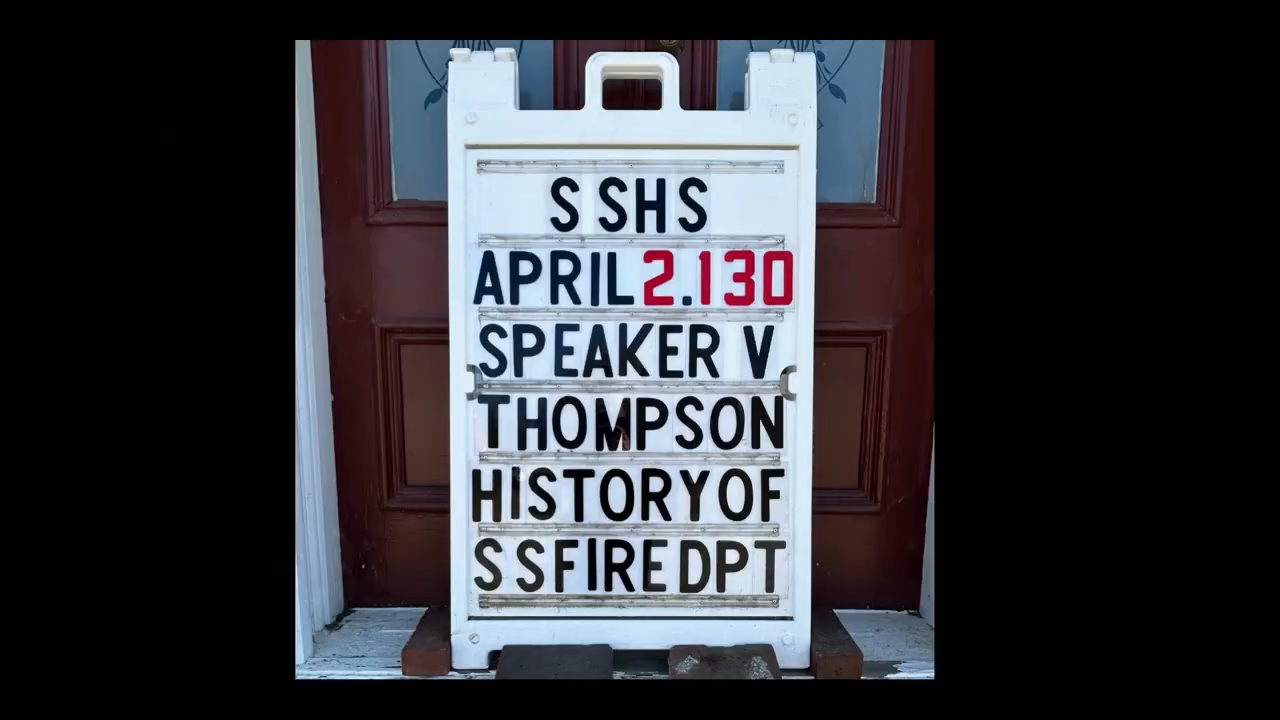 S SHS
APRIL 2.130
SPEAKER V
THOMPSON
HISTORY OF
S S FIRE DPT